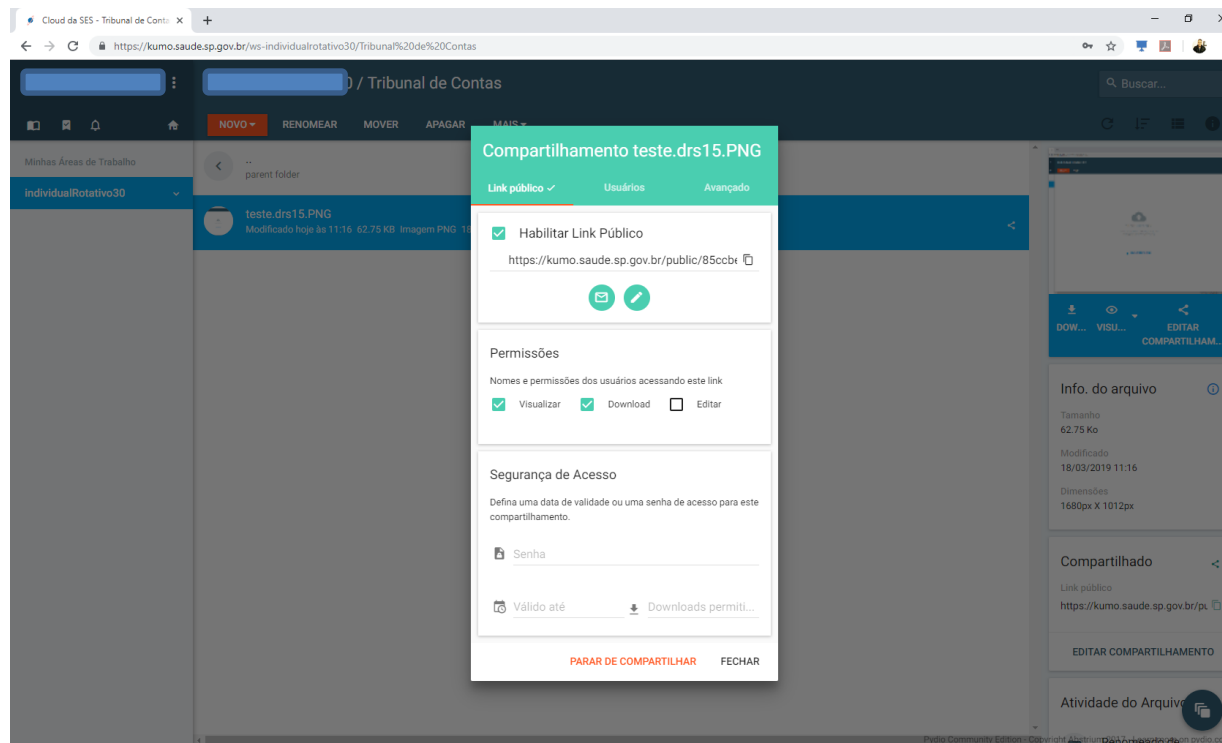 Cloud da SES - Tribunal de Conta
https://kumo.saude.sp.gov.br/ws-individualrotativo30/Tribunal%20de%20Contas
/ Tribunal de Contas
Buscar...
NOVO RENOMEAR MOVER APAGAR MAIS
Minhas Áreas de Trabalho
individualRotativo30
..
parent folder
teste.drs15.PNG
Modificado hoje às 11:16 62.75 KB Imagem PNG
Compartilhamento teste.drs15.PNG
Link público Usuários Avançado
Habilitar Link Público
https://kumo.saude.sp.gov.br/public/85ccbe
Permissões
Nomes e permissões dos usuários acessando este link
Visualizar Download Editar
Segurança de Acesso
Defina uma data de validade ou uma senha de acesso para este
compartilhamento.
Senha
Válido até Downloads permiti...
PARAR DE COMPARTILHAR FECHAR
DOW... VISU... EDITAR
COMPARTILHAM...
Info. do arquivo
Tamanho
62.75 Ko
Modificado
18/03/2019 11:16
Dimensões
1680px X 1012px
Compartilhado
Link público
https://kumo.saude.sp.gov.br/pu
EDITAR COMPARTILHAMENTO
Atividade do Arquivo
Pydio Community Edition - Copyright Abstrium